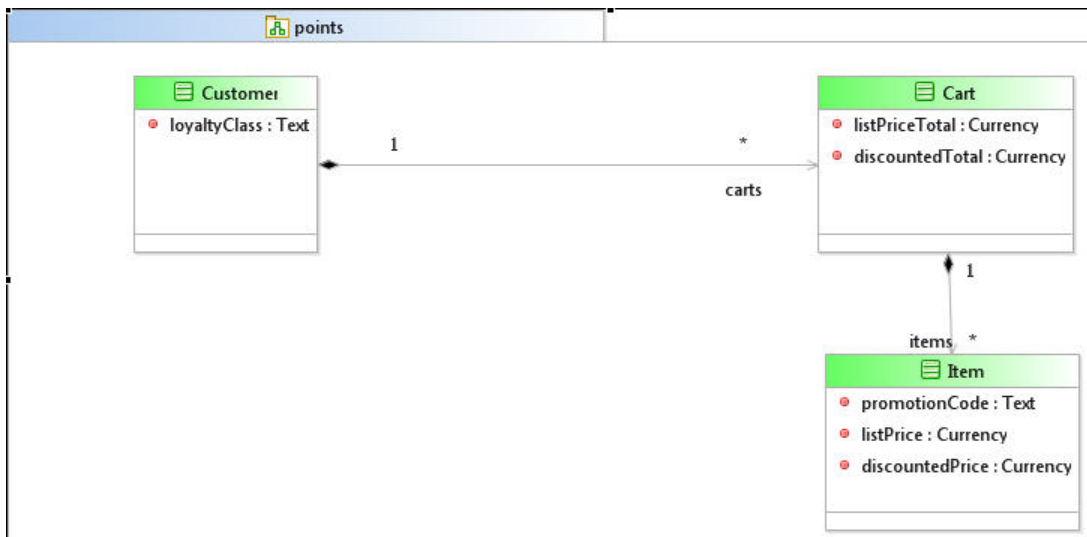 points
Customer
loyaltyClass : Text
Cart
listPriceTotal : Currency
discountedTotal : Currency
1
*
carts
1
items *
Item
promotionCode : Text
listPrice : Currency
discountedPrice : Currency